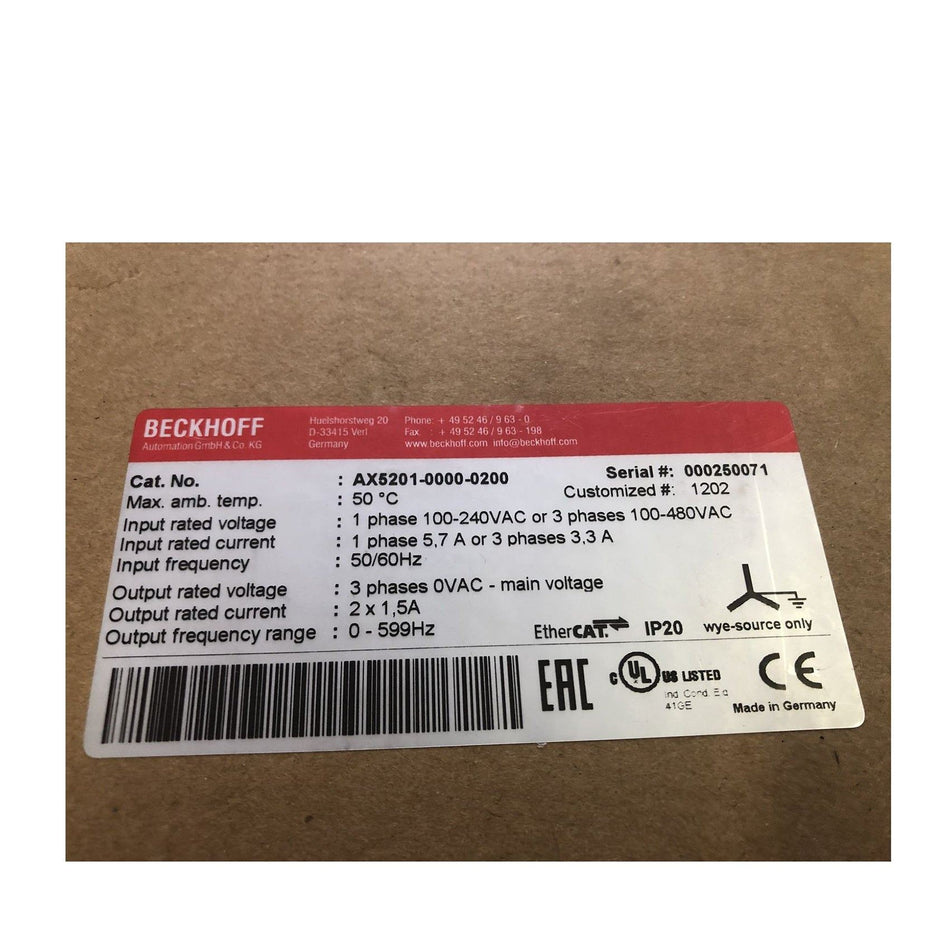 BECKHOFF
Automation GmbH & Co. KG
Huelshorstweg 20
D-33415 Verl
Germany
Phone: + 49 52 46 / 9 63 - 0
Fax : + 49 52 46 / 9 63 - 198
www.beckhoff.com info@beckhoff.com
Cat. No. : AX5201-0000-0200
Serial #: 000250071
Max. amb. temp. : 50 °C
Customized #: 1202
Input rated voltage : 1 phase 100-240VAC or 3 phases 100-480VAC
Input rated current : 1 phase 5,7 A or 3 phases 3,3 A
Input frequency : 50/60Hz
Output rated voltage : 3 phases 0VAC - main voltage
Output rated current : 2 x 1,5A
Output frequency range : 0 - 599Hz
EtherCAT. IP20 wye-source only
EAC
c UL US LISTED
Ind. Cond. Eq
41GE
CE
Made in Germany